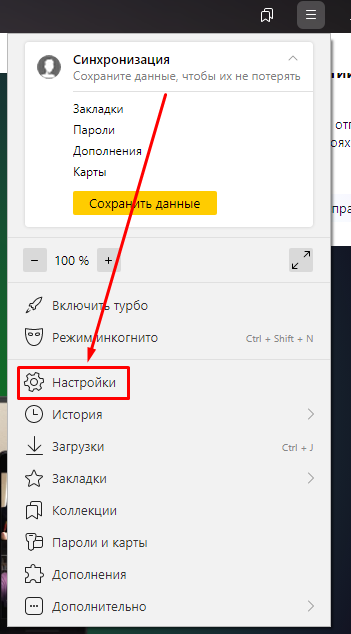 Синхронизация
Сохраните данные, чтобы их не потерять
Закладки
Пароли
Дополнения
Карты
Сохранить данные
− 100 % +
Включить турбо
Режим инкогнито Ctrl + Shift + N
Настройки
История
Загрузки Ctrl + J
Закладки
Коллекции
Пароли и карты
Дополнения
Дополнительно